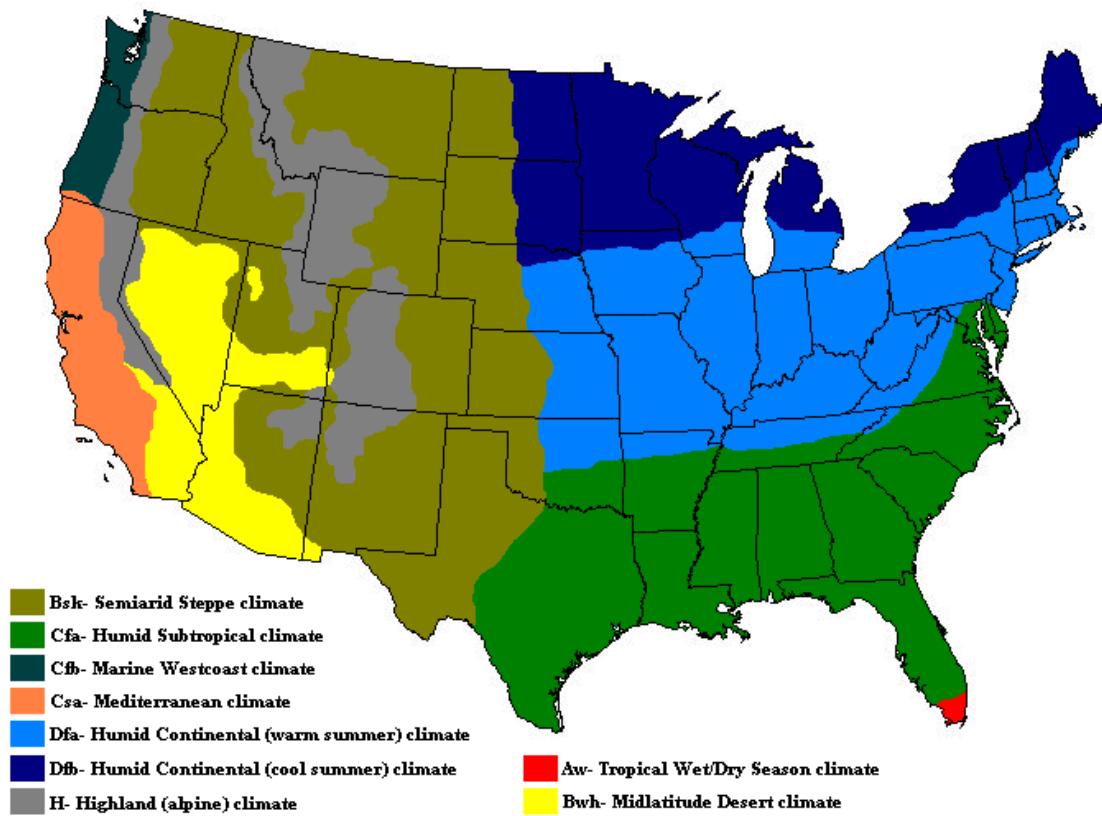 Bsk- Semiarid Steppe climate
Cfa- Humid Subtropical climate
Cfb- Marine Westcoast climate
Csa- Mediterranean climate
Dfa- Humid Continental (warm summer) climate
Dfb- Humid Continental (cool summer) climate
H- Highland (alpine) climate
Aw- Tropical Wet/Dry Season climate
Bwh- Midlatitude Desert climate